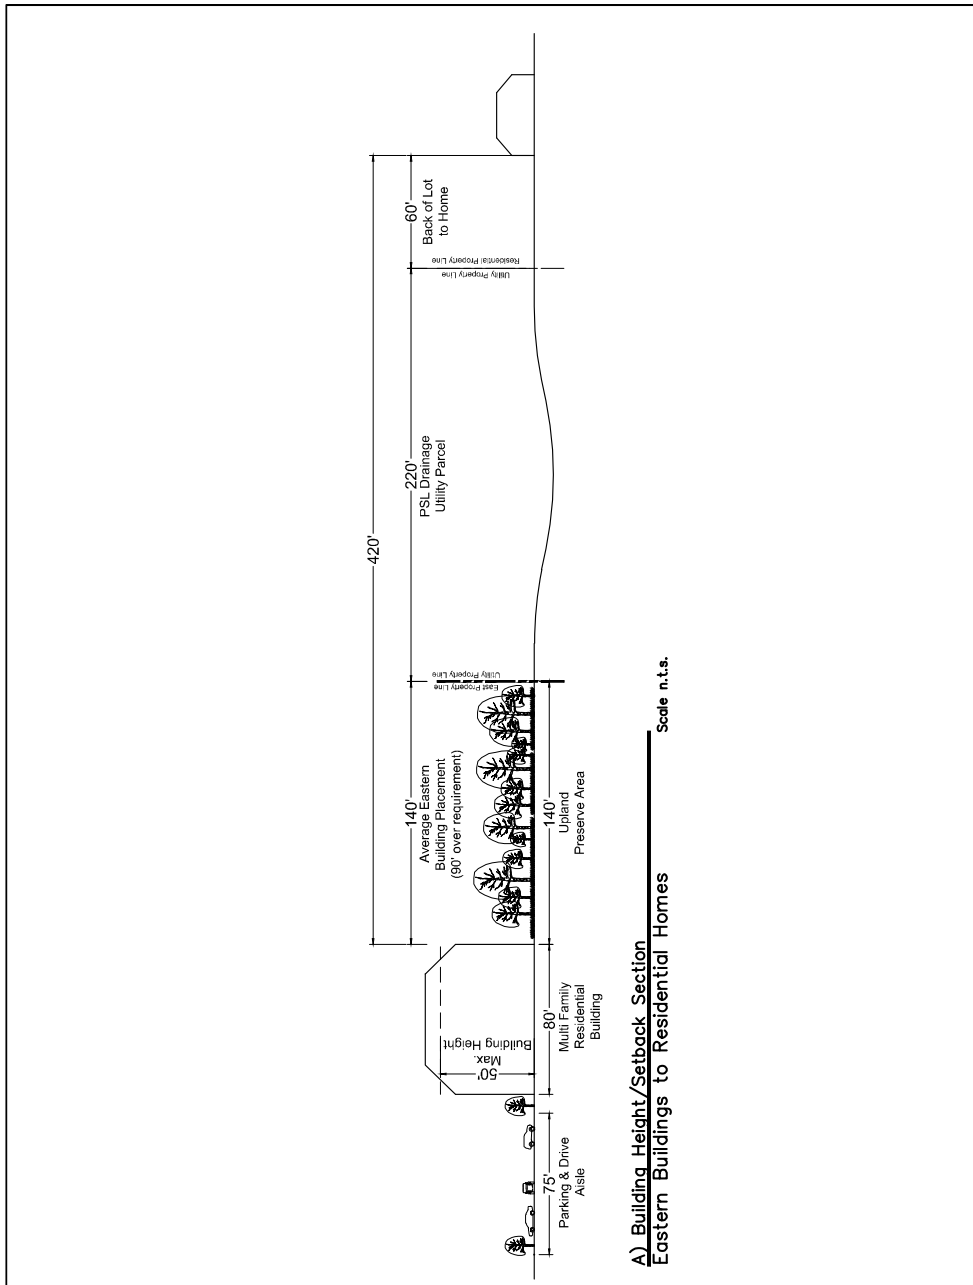 420'
140'
Average Eastern
Building Placement
(90' over requirement)
220'
PSL Drainage
Utility Parcel
60'
Back of Lot
to Home
East Property Line
Utility Property Line
Utility Property Line
Residential Property Line
50'
Max.
Building Height
75'
Parking & Drive
Aisle
80'
Multi Family
Residential
Building
140'
Upland
Preserve Area
A) Building Height/Setback Section
Eastern Buildings to Residential Homes
Scale n.t.s.